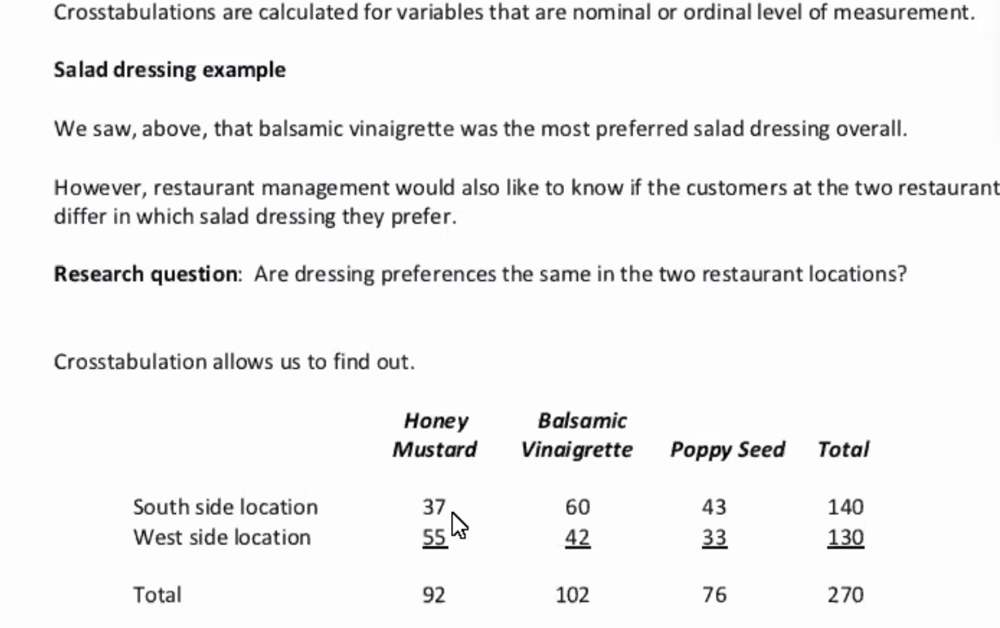 Crosstabulations are calculated for variables that are nominal or ordinal level of measurement.
Salad dressing example
We saw, above, that balsamic vinaigrette was the most preferred salad dressing overall.
However, restaurant management would also like to know if the customers at the two restaurant
differ in which salad dressing they prefer.
Research question: Are dressing preferences the same in the two restaurant locations?
Crosstabulation allows us to find out.
Honey Balsamic
Mustard Vinaigrette Poppy Seed Total
South side location 37 60 43 140
West side location 55 42 33 130
Total 92 102 76 270